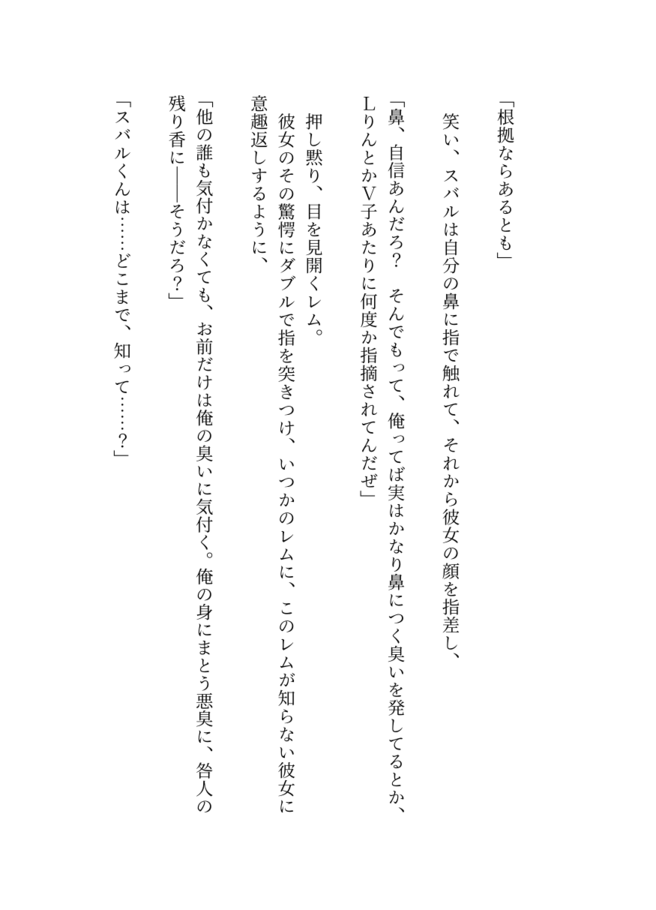 「根拠ならあるとも」
　笑い、スバルは自分の鼻に指で触れて、それから彼女の顔を指差し、
「鼻、自信あんだろ？　そんでもって、俺ってば実はかなり鼻につく臭いを発してるとか、
Ｌりんとかｖ子あたりに何度か指摘されてんだぜ」
　押し黙り、目を見開くレム。
　彼女のその驚愕にダブルで指を突きつけ、いつかのレムに、このレムが知らない彼女に
意趣返しするように、
「他の誰も気付かなくても、お前だけは俺の臭いに気付く。俺の身にまとう悪臭に、咎人の
残り香に――そうだろ？」
「スバルくんは……どこまで、知って……？」